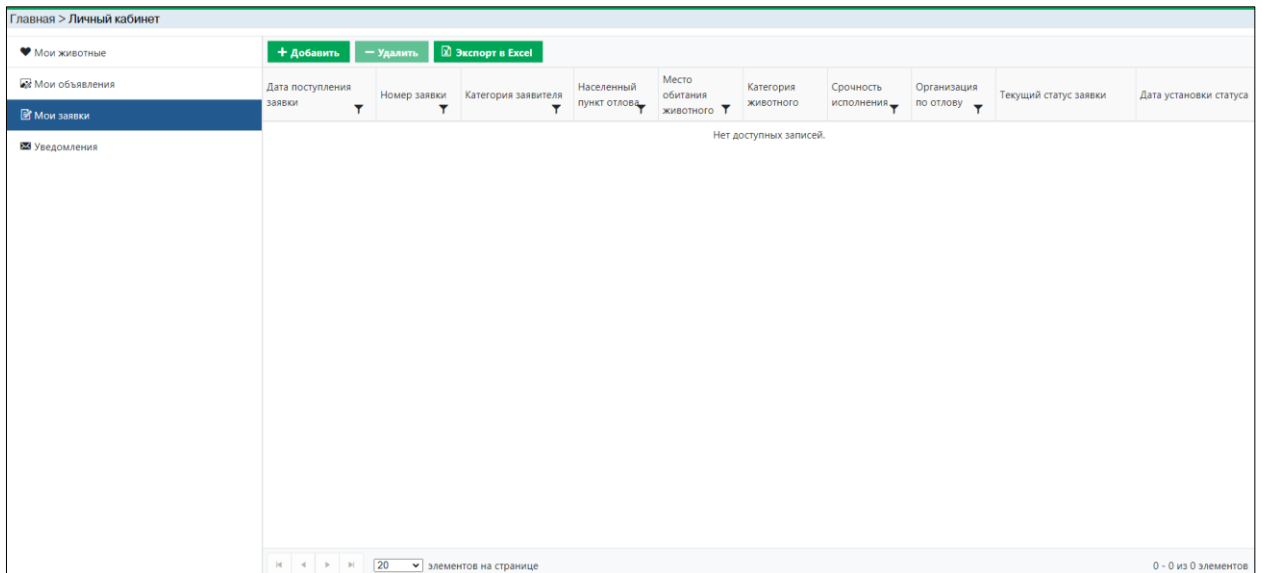 Главная > Личный кабинет
Мои животные
Мои объявления
Мои заявки
Уведомления
+ Добавить
− Удалить
Экспорт в Excel
Дата поступления
заявки
Номер заявки
Категория заявителя
Населенный
пункт отлова
Место
обитания
животного
Категория
животного
Срочность
исполнения
Организация
по отлову
Текущий статус заявки
Дата установки статуса
Нет доступных записей.
20
элементов на странице
0 - 0 из 0 элементов